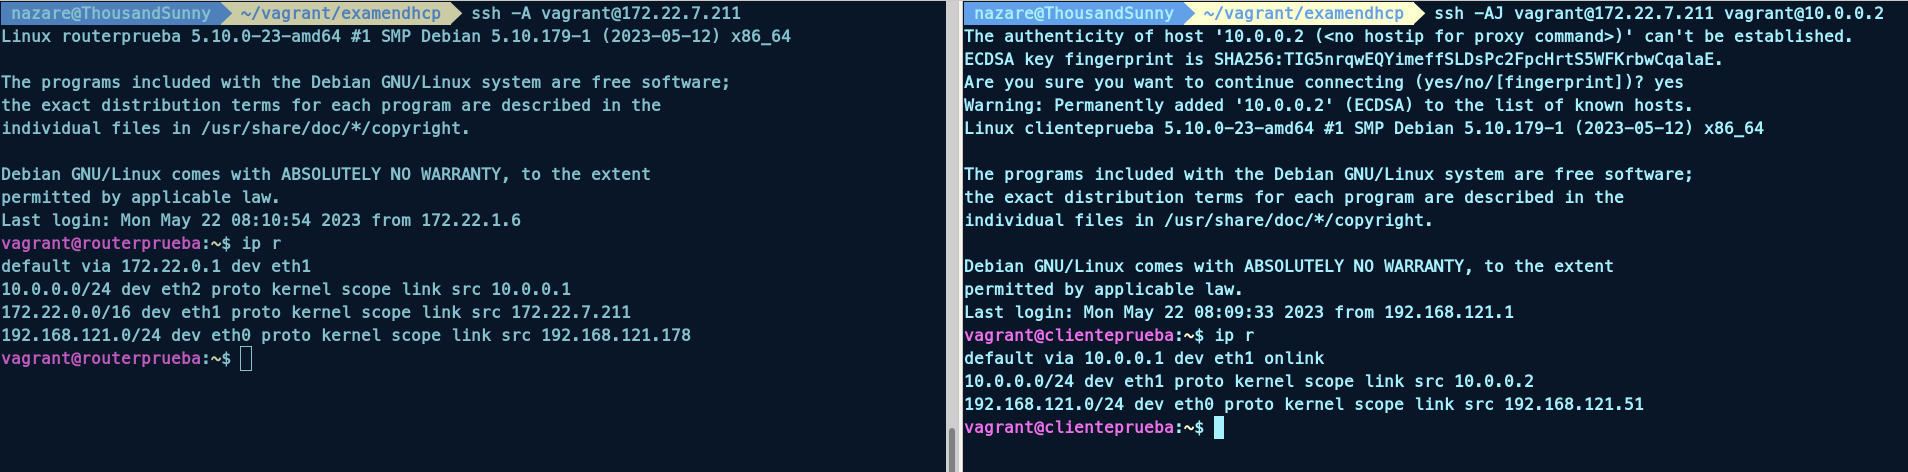 nazare@ThousandSunny ~/vagrant/examendhcp ssh -A vagrant@172.22.7.211
Linux routerprueba 5.10.0-23-amd64 #1 SMP Debian 5.10.179-1 (2023-05-12) x86_64
The programs included with the Debian GNU/Linux system are free software;
the exact distribution terms for each program are described in the
individual files in /usr/share/doc/*/copyright.
Debian GNU/Linux comes with ABSOLUTELY NO WARRANTY, to the extent
permitted by applicable law.
Last login: Mon May 22 08:10:54 2023 from 172.22.1.6
vagrant@routerprueba:~$ ip r
default via 172.22.0.1 dev eth1
10.0.0.0/24 dev eth2 proto kernel scope link src 10.0.0.1
172.22.0.0/16 dev eth1 proto kernel scope link src 172.22.7.211
192.168.121.0/24 dev eth0 proto kernel scope link src 192.168.121.178
vagrant@routerprueba:~$
nazare@ThousandSunny ~/vagrant/examendhcp ssh -AJ vagrant@172.22.7.211 vagrant@10.0.0.2
The authenticity of host '10.0.0.2 (<no hostip for proxy command>)' can't be established.
ECDSA key fingerprint is SHA256:TIG5nrqwEQYimeffSLDsPc2FpcHrtS5WFKrbwCqalaE.
Are you sure you want to continue connecting (yes/no/[fingerprint])? yes
Warning: Permanently added '10.0.0.2' (ECDSA) to the list of known hosts.
Linux clienteprueba 5.10.0-23-amd64 #1 SMP Debian 5.10.179-1 (2023-05-12) x86_64
The programs included with the Debian GNU/Linux system are free software;
the exact distribution terms for each program are described in the
individual files in /usr/share/doc/*/copyright.
Debian GNU/Linux comes with ABSOLUTELY NO WARRANTY, to the extent
permitted by applicable law.
Last login: Mon May 22 08:09:33 2023 from 192.168.121.1
vagrant@clienteprueba:~$ ip r
default via 10.0.0.1 dev eth1 onlink
10.0.0.0/24 dev eth1 proto kernel scope link src 10.0.0.2
192.168.121.0/24 dev eth0 proto kernel scope link src 192.168.121.51
vagrant@clienteprueba:~$